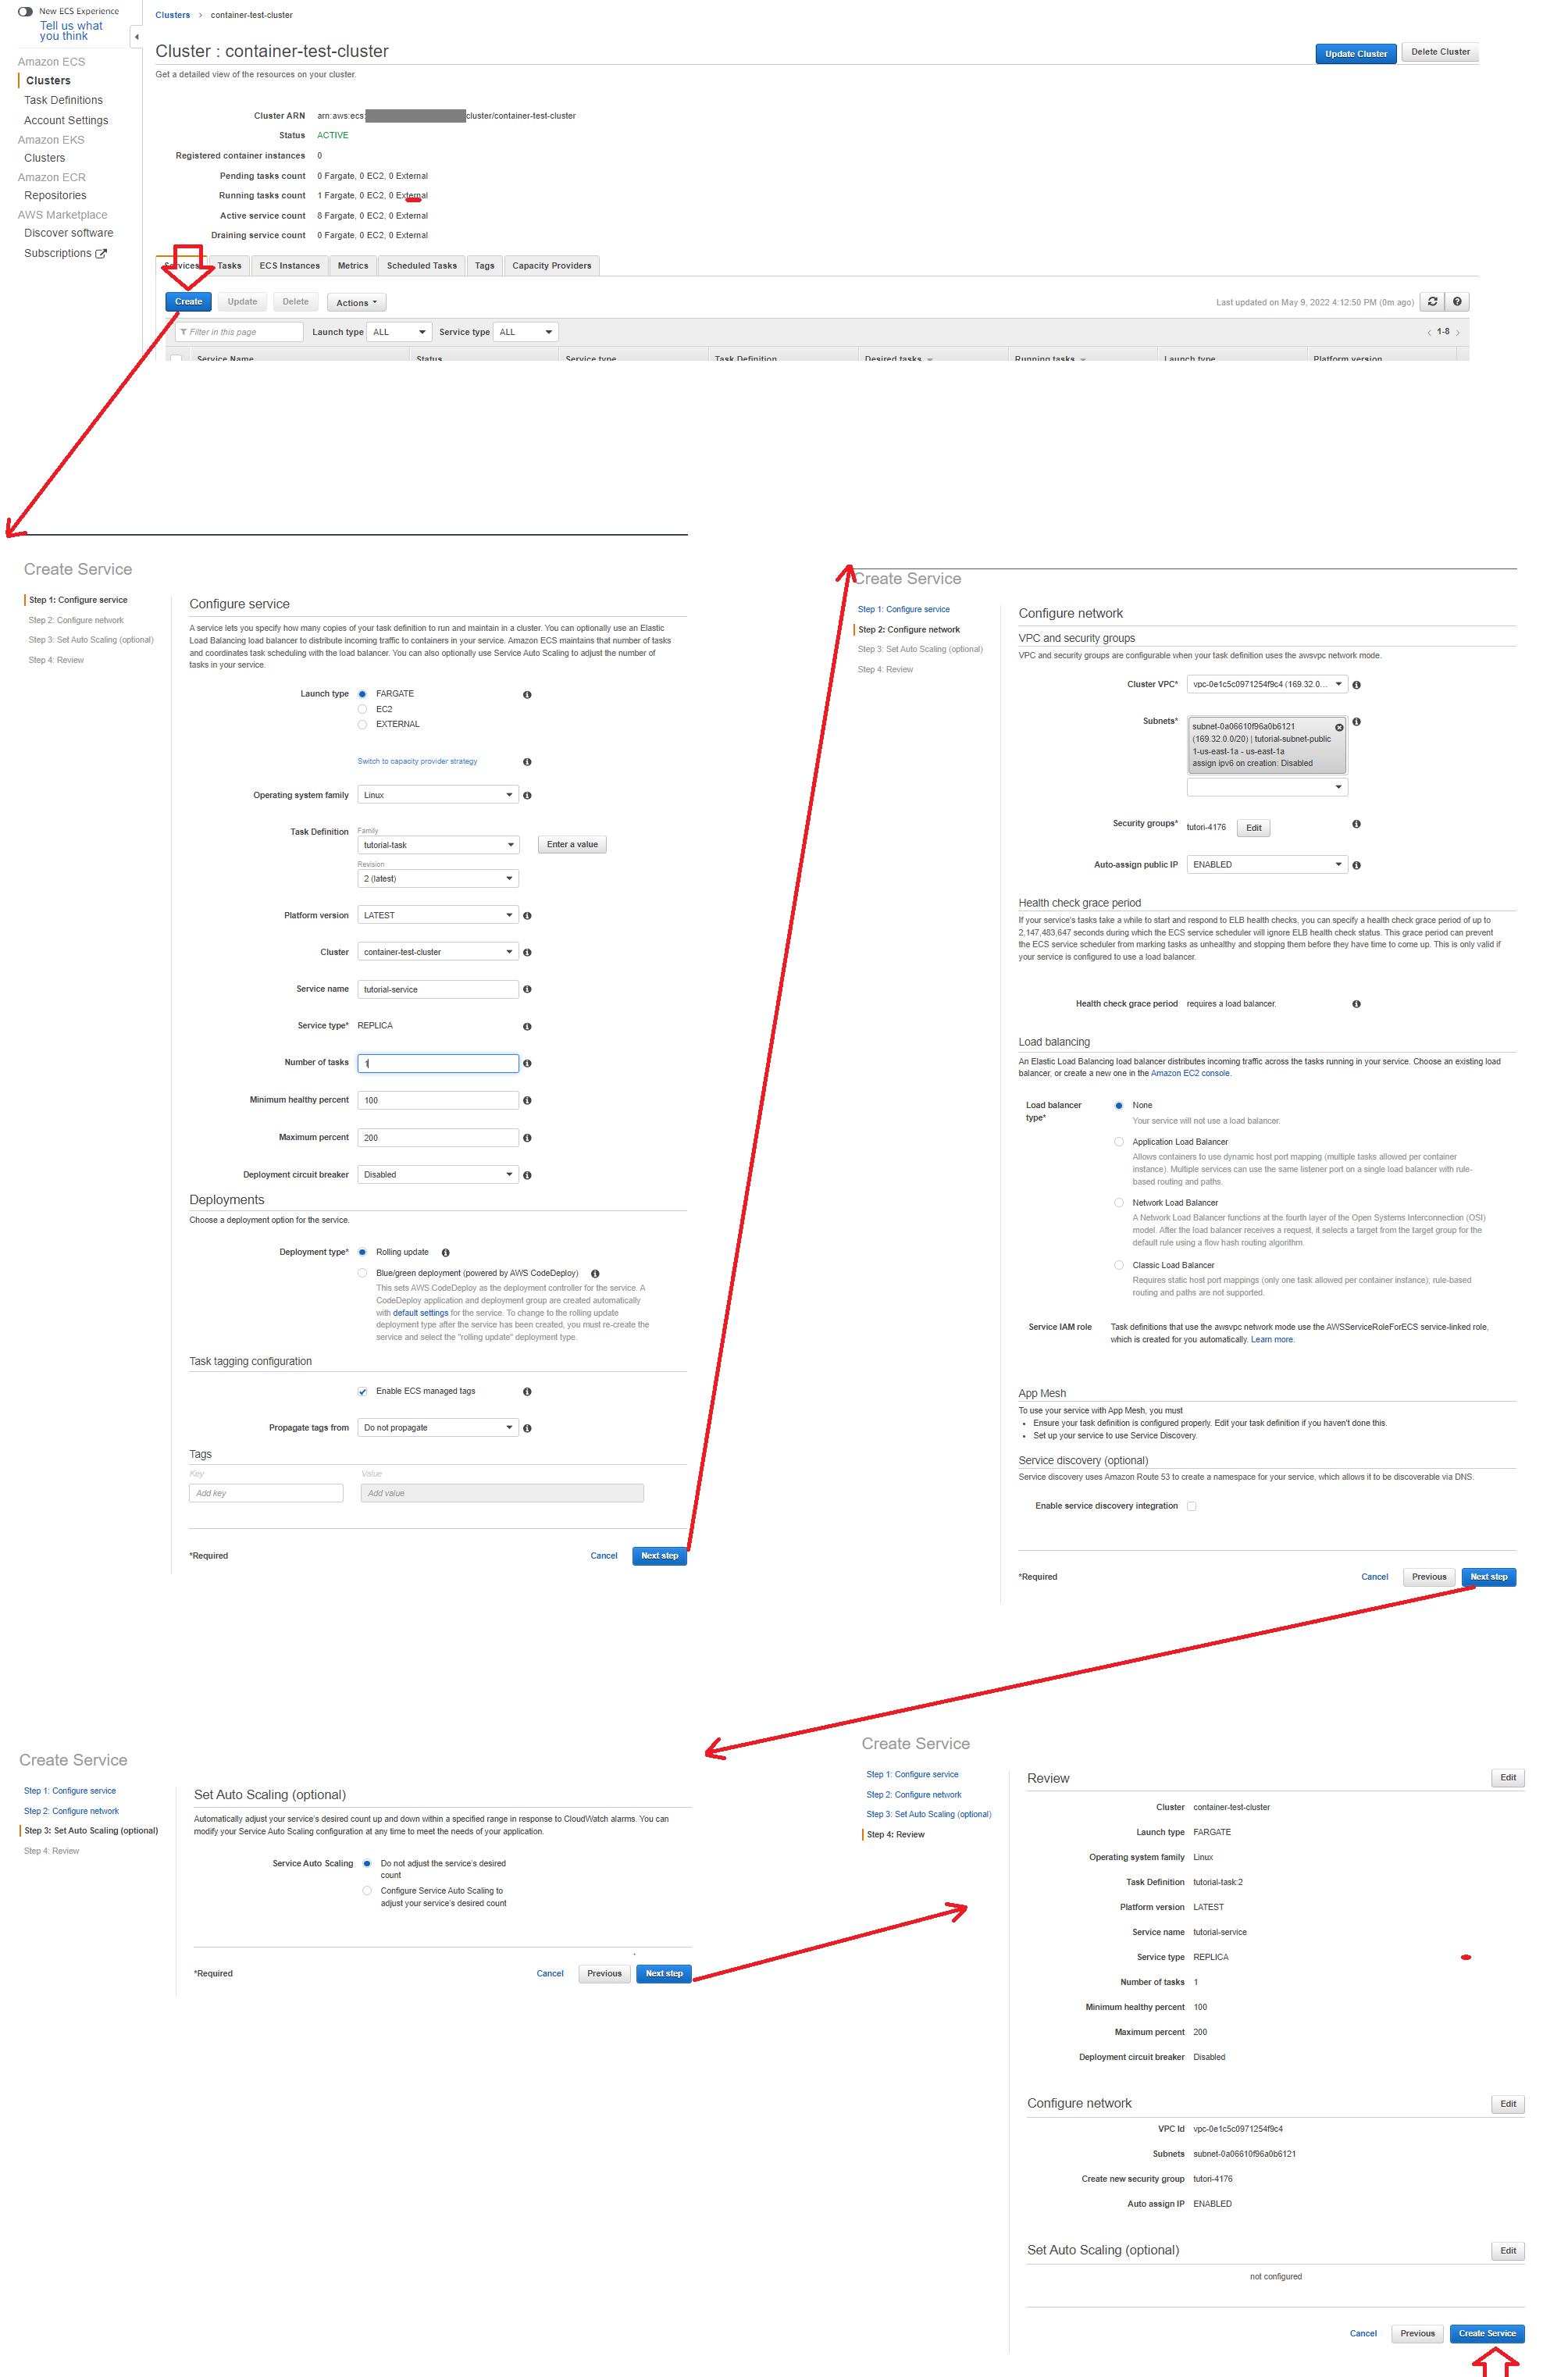 New ECS Experience
Tell us what
you think
Amazon ECS
Clusters
Task Definitions
Account Settings
Amazon EKS
Clusters
Amazon ECR
Repositories
AWS Marketplace
Discover software
Subscriptions
Clusters > container-test-cluster
Cluster : container-test-cluster
Update Cluster
Delete Cluster
Get a detailed view of the resources on your cluster.
Cluster ARN arn:aws:ecs: cluster/container-test-cluster
Status ACTIVE
Registered container instances 0
Pending tasks count 0 Fargate, 0 EC2, 0 External
Running tasks count 1 Fargate, 0 EC2, 0 External
Active service count 8 Fargate, 0 EC2, 0 External
Draining service count 0 Fargate, 0 EC2, 0 External
Services Tasks ECS Instances Metrics Scheduled Tasks Tags Capacity Providers
Create Update Delete Actions Last updated on May 9, 2022 4:12:50 PM (0m ago)
Filter in this page Launch type ALL Service type ALL < 1-8 >
Service Name Status Service type Task Definition Desired tasks Running tasks Launch type Platform version
Create Service
Step 1: Configure service
Step 2: Configure network
Step 3: Set Auto Scaling (optional)
Step 4: Review
Configure service
A service lets you specify how many copies of your task definition to run and maintain in a cluster. You can optionally use an Elastic
Load Balancing load balancer to distribute incoming traffic to containers in your service. Amazon ECS maintains that number of tasks
and coordinates task scheduling with the load balancer. You can also optionally use Service Auto Scaling to adjust the number of
tasks in your service.
Launch type FARGATE
EC2
EXTERNAL
Switch to capacity provider strategy
Operating system family Linux
Task Definition Family
tutorial-task Enter a value
Revision
2 (latest)
Platform version LATEST
Cluster container-test-cluster
Service name tutorial-service
Service type* REPLICA
Number of tasks 1
Minimum healthy percent 100
Maximum percent 200
Deployment circuit breaker Disabled
Deployments
Choose a deployment option for the service.
Deployment type* Rolling update
Blue/green deployment (powered by AWS CodeDeploy)
This sets AWS CodeDeploy as the deployment controller for the service. A
CodeDeploy application and deployment group are created automatically
with default settings for the service. To change to the rolling update
deployment type after the service has been created, you must re-create the
service and select the "rolling update" deployment type.
Task tagging configuration
Enable ECS managed tags
Propagate tags from Do not propagate
Tags
Key Value
Add key Add value
*Required Cancel Next step
Create Service
Step 1: Configure service
Step 2: Configure network
Step 3: Set Auto Scaling (optional)
Step 4: Review
Configure network
VPC and security groups
VPC and security groups are configurable when your task definition uses the awsvpc network mode.
Cluster VPC* vpc-0e1c5c0971254f9c4 (169.32.0...
Subnets* subnet-0a06610f96a0b6121
(169.32.0.0/20) | tutorial-subnet-public
1-us-east-1a - us-east-1a
assign ipv6 on creation: Disabled
Security groups* tutori-4176 Edit
Auto-assign public IP ENABLED
Health check grace period
If your service's tasks take a while to start and respond to ELB health checks, you can specify a health check grace period of up to
2,147,483,647 seconds during which the ECS service scheduler will ignore ELB health check status. This grace period can prevent
the ECS service scheduler from marking tasks as unhealthy and stopping them before they have time to come up. This is only valid if
your service is configured to use a load balancer.
Health check grace period requires a load balancer.
Load balancing
An Elastic Load Balancing load balancer distributes incoming traffic across the tasks running in your service. Choose an existing load
balancer, or create a new one in the Amazon EC2 console.
Load balancer
type*
None
Your service will not use a load balancer.
Application Load Balancer
Allows containers to use dynamic host port mapping (multiple tasks allowed per container
instance). Multiple services can use the same listener port on a single load balancer with rule-
based routing and paths.
Network Load Balancer
A Network Load Balancer functions at the fourth layer of the Open Systems Interconnection (OSI)
model. After the load balancer receives a request, it selects a target from the target group for the
default rule using a flow hash routing algorithm.
Classic Load Balancer
Requires static host port mappings (only one task allowed per container instance); rule-based
routing and paths are not supported.
Service IAM role Task definitions that use the awsvpc network mode use the AWSServiceRoleForECS service-linked role,
which is created for you automatically. Learn more.
App Mesh
To use your service with App Mesh, you must
• Ensure your task definition is configured properly. Edit your task definition if you haven't done this.
• Set up your service to use Service Discovery.
Service discovery (optional)
Service discovery uses Amazon Route 53 to create a namespace for your service, which allows it to be discoverable via DNS.
Enable service discovery integration
*Required Cancel Previous Next step
Create Service
Step 1: Configure service
Step 2: Configure network
Step 3: Set Auto Scaling (optional)
Step 4: Review
Set Auto Scaling (optional)
Automatically adjust your service's desired count up and down within a specified range in response to CloudWatch alarms. You can
modify your Service Auto Scaling configuration at any time to meet the needs of your application.
Service Auto Scaling Do not adjust the service's desired
count
Configure Service Auto Scaling to
adjust your service's desired count
*Required Cancel Previous Next step
Create Service
Step 1: Configure service
Step 2: Configure network
Step 3: Set Auto Scaling (optional)
Step 4: Review
Review Edit
Cluster container-test-cluster
Launch type FARGATE
Operating system family Linux
Task Definition tutorial-task:2
Platform version LATEST
Service name tutorial-service
Service type REPLICA
Number of tasks 1
Minimum healthy percent 100
Maximum percent 200
Deployment circuit breaker Disabled
Configure network Edit
VPC Id vpc-0e1c5c0971254f9c4
Subnets subnet-0a06610f96a0b6121
Create new security group tutori-4176
Auto assign IP ENABLED
Set Auto Scaling (optional) Edit
not configured
Cancel Previous Create Service